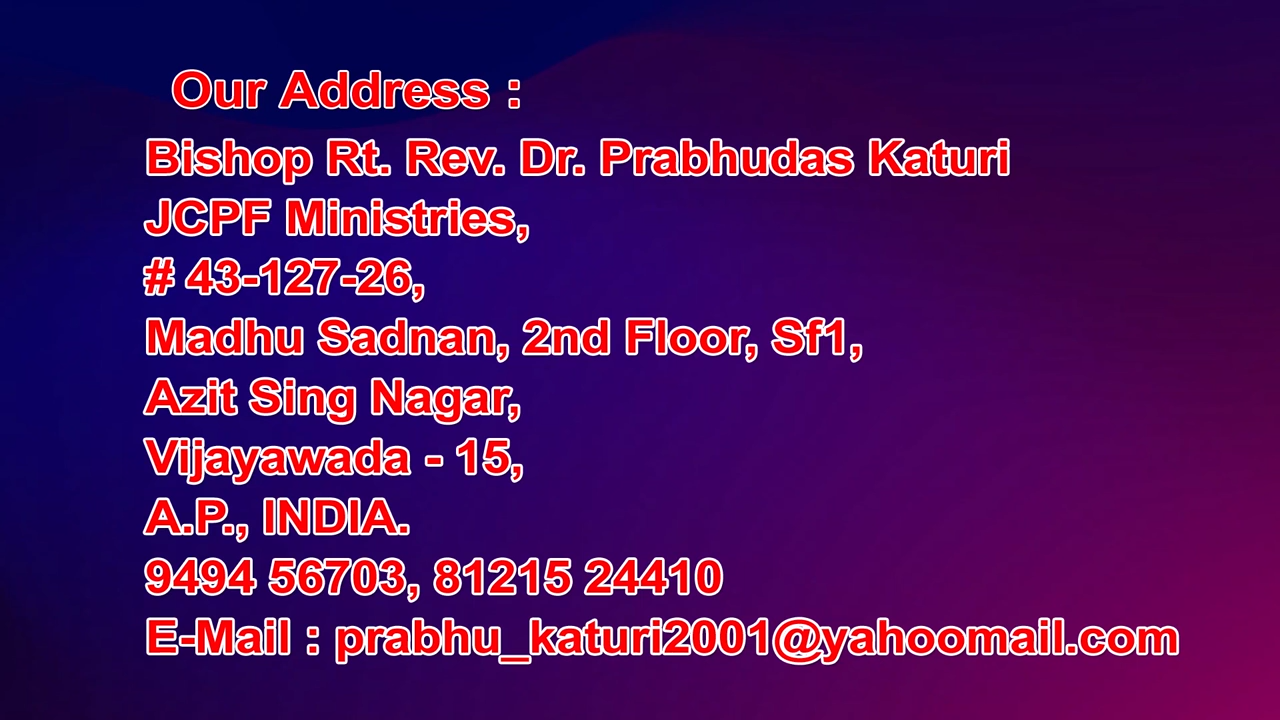 Our Address :
Bishop Rt. Rev. Dr. Prabhudas Katuri
JCPF Ministries,
# 43-127-26,
Madhu Sadnan, 2nd Floor, Sf1,
Azit Sing Nagar,
Vijayawada - 15,
A.P., INDIA.
9494 56703, 81215 24410
E-Mail : prabhu_katuri2001@yahoomail.com